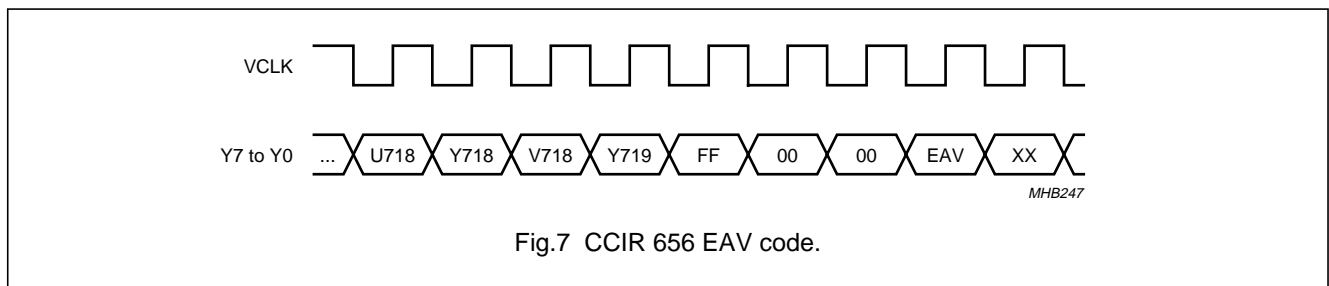 VCLK
Y7 to Y0 ... U718 Y718 V718 Y719 FF 00 00 EAV XX
MHB247
Fig.7 CCIR 656 EAV code.